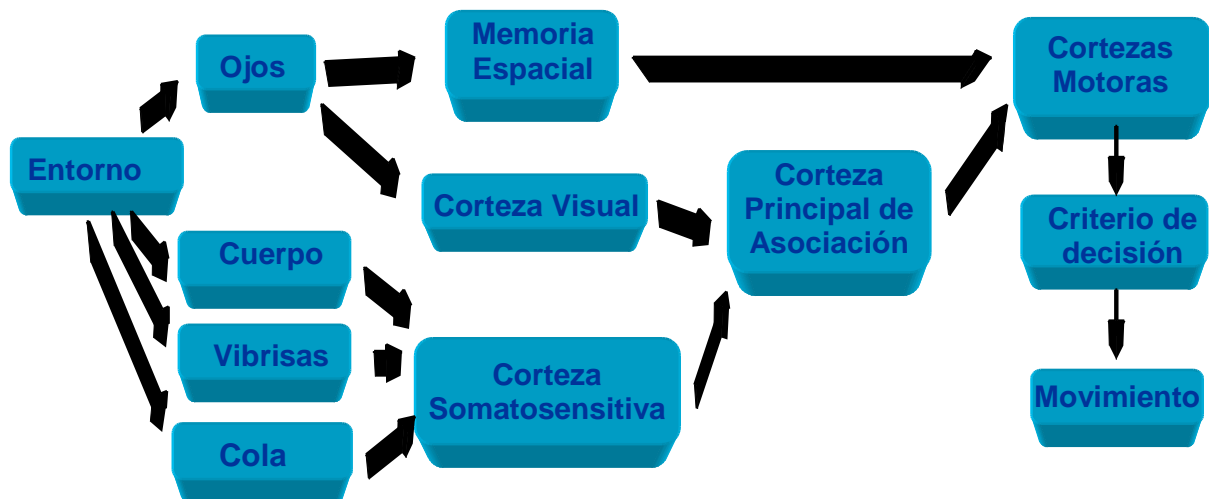 Ojos
Memoria
Espacial
Cortezas
Motoras
Entorno
Corteza Visual
Corteza
Principal de
Asociación
Criterio de
decisión
Cuerpo
Vibrisas
Corteza
Somatosensitiva
Movimiento
Cola